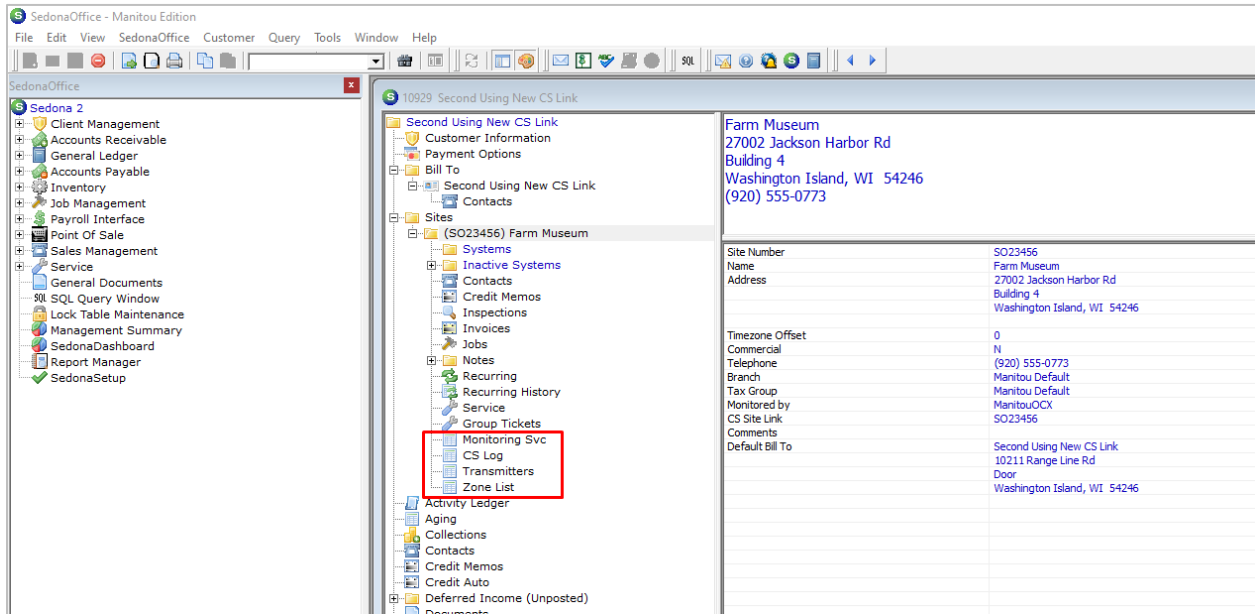 SedonaOffice - Manitou Edition
File Edit View SedonaOffice Customer Query Tools Window Help
SQL
SedonaOffice
Sedona 2
Client Management
Accounts Receivable
General Ledger
Accounts Payable
Inventory
Job Management
Payroll Interface
Point Of Sale
Sales Management
Service
General Documents
SQL SQL Query Window
Lock Table Maintenance
Management Summary
SedonaDashboard
Report Manager
SedonaSetup
10929 Second Using New CS Link
Second Using New CS Link
Customer Information
Payment Options
Bill To
Second Using New CS Link
Contacts
Sites
(SO23456) Farm Museum
Systems
Inactive Systems
Contacts
Credit Memos
Inspections
Invoices
Jobs
Notes
Recurring
Recurring History
Service
Group Tickets
Monitoring Svc
CS Log
Transmitters
Zone List
Activity Ledger
Aging
Collections
Contacts
Credit Memos
Credit Auto
Deferred Income (Unposted)
Documents
Farm Museum
27002 Jackson Harbor Rd
Building 4
Washington Island, WI 54246
(920) 555-0773
Site Number SO23456
Name Farm Museum
Address 27002 Jackson Harbor Rd
Building 4
Washington Island, WI 54246
Timezone Offset 0
Commercial N
Telephone (920) 555-0773
Branch Manitou Default
Tax Group Manitou Default
Monitored by ManitouOCX
CS Site Link SO23456
Comments
Default Bill To Second Using New CS Link
10211 Range Line Rd
Door
Washington Island, WI 54246